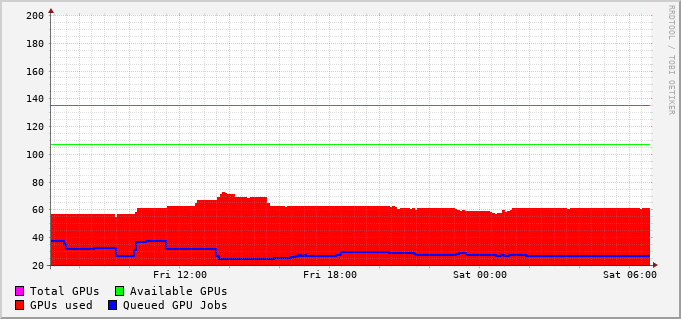 200
180
160
140
120
100
80
60
40
20
Fri 12:00 Fri 18:00 Sat 00:00 Sat 06:00
Total GPUs Available GPUs
GPUs used Queued GPU Jobs
RRDTOOL / TOBI OETIKER